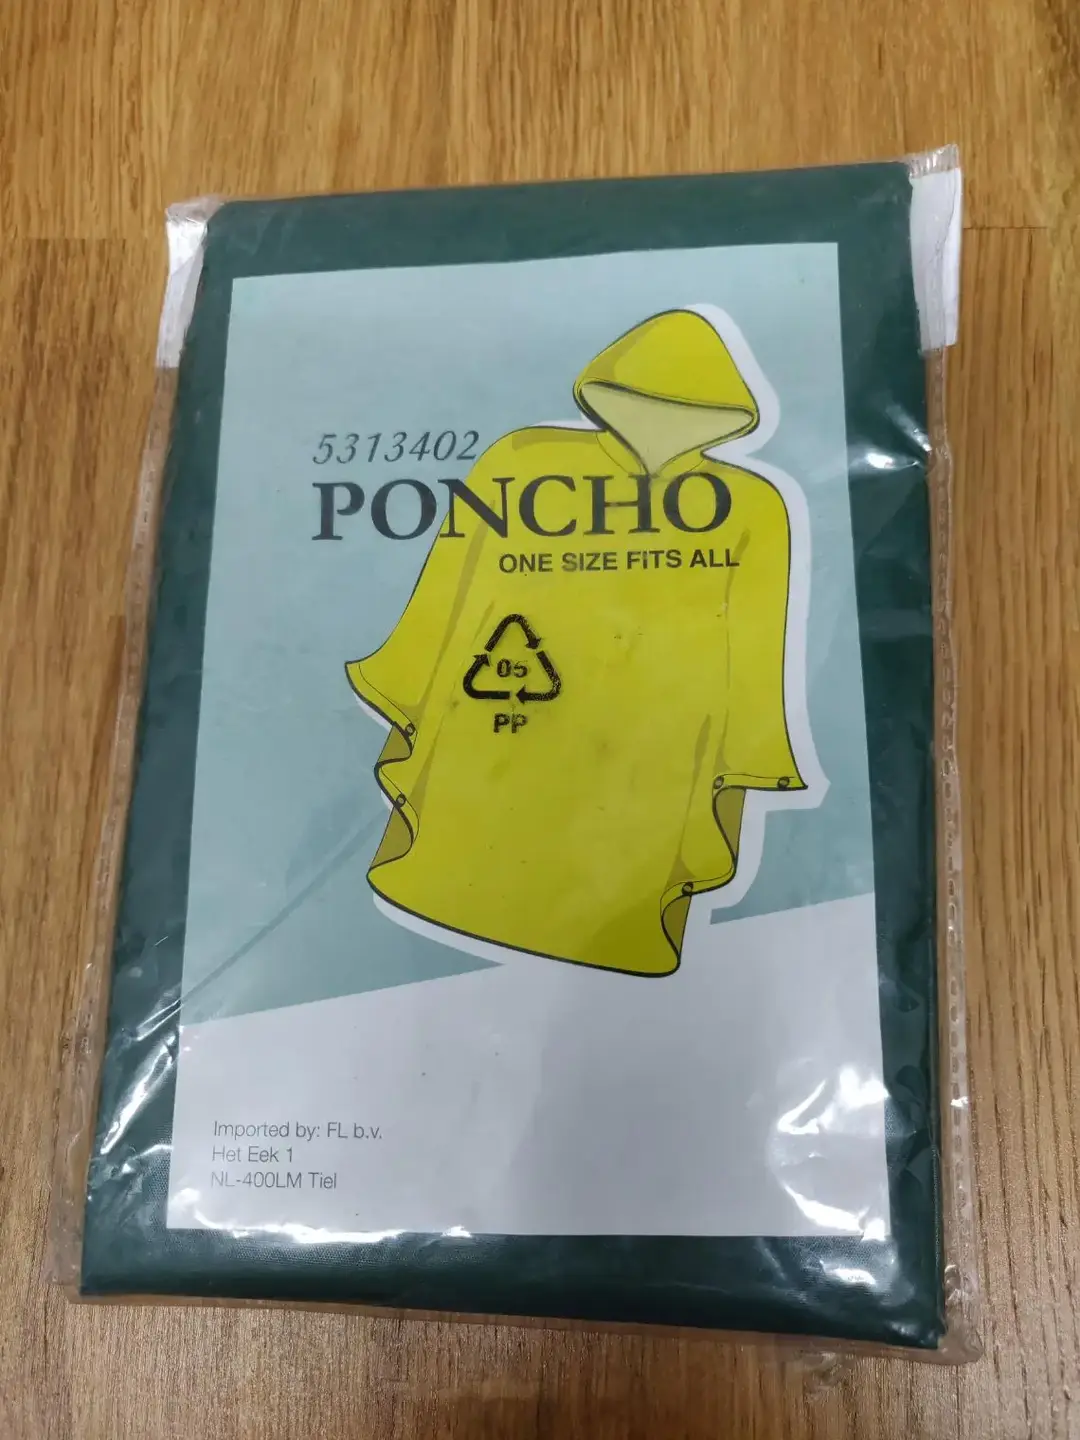 5313402
PONCHO
ONE SIZE FITS ALL
05
PP
Imported by: FL b.v.
Het Eek 1
NL-400LM Tiel